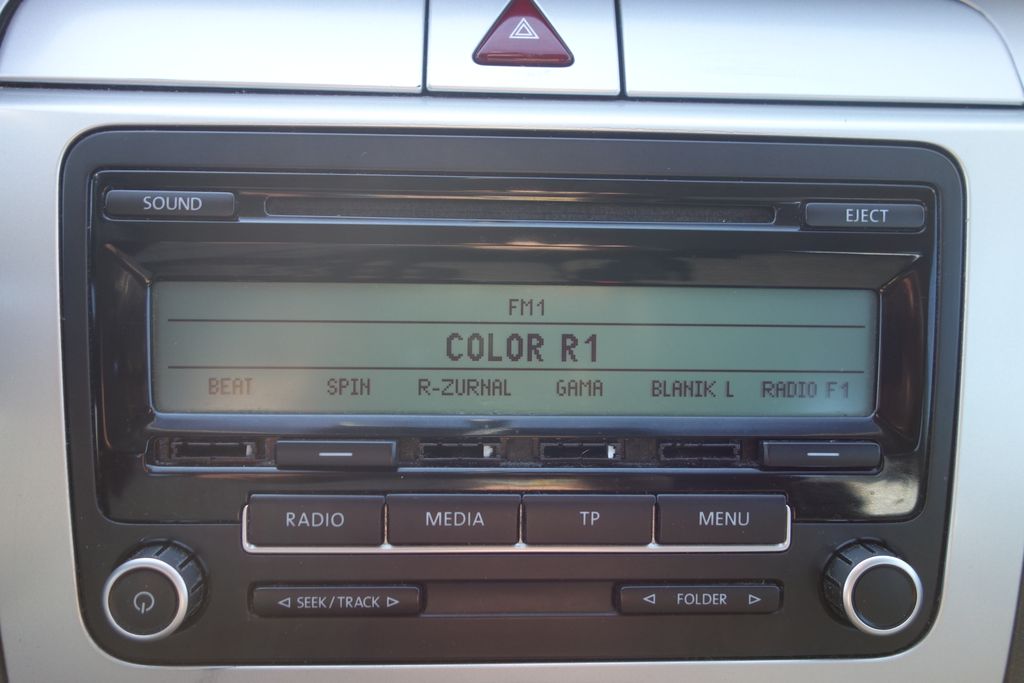 SOUND
EJECT
FM1
COLOR R1
BEAT SPIN R-ZURNAL GAMA BLANIK L RADIO F1
RADIO MEDIA TP MENU
SEEK / TRACK FOLDER